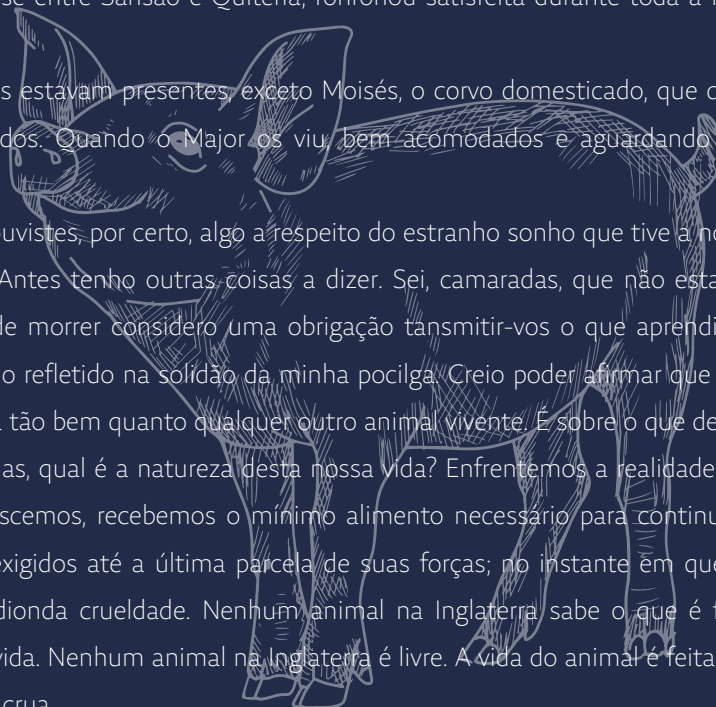 se entre Sansão e Quitéria, ronronou satisfeita durante toda a
s estavam presentes, exceto Moisés, o corvo domesticado, que
dos. Quando o Major os viu, bem acomodados e aguardando
ouvistes, por certo, algo a respeito do estranho sonho que tive a
Antes tenho outras coisas a dizer. Sei, camaradas, que não
de morrer considero uma obrigação tansmitir-vos o que aprendi
o refletido na solidão da minha pocilga. Creio poder afirmar que
tão bem quanto qualquer outro animal vivente. É sobre o que
as, qual é a natureza desta nossa vida? Enfrentemos a realidade
scemos, recebemos o mínimo alimento necessário para
exigidos até a última parcela de suas forças; no instante em que
dionda crueldade. Nenhum animal na Inglaterra sabe o que é
vida. Nenhum animal na Inglaterra é livre. A vida do animal é feita
crua